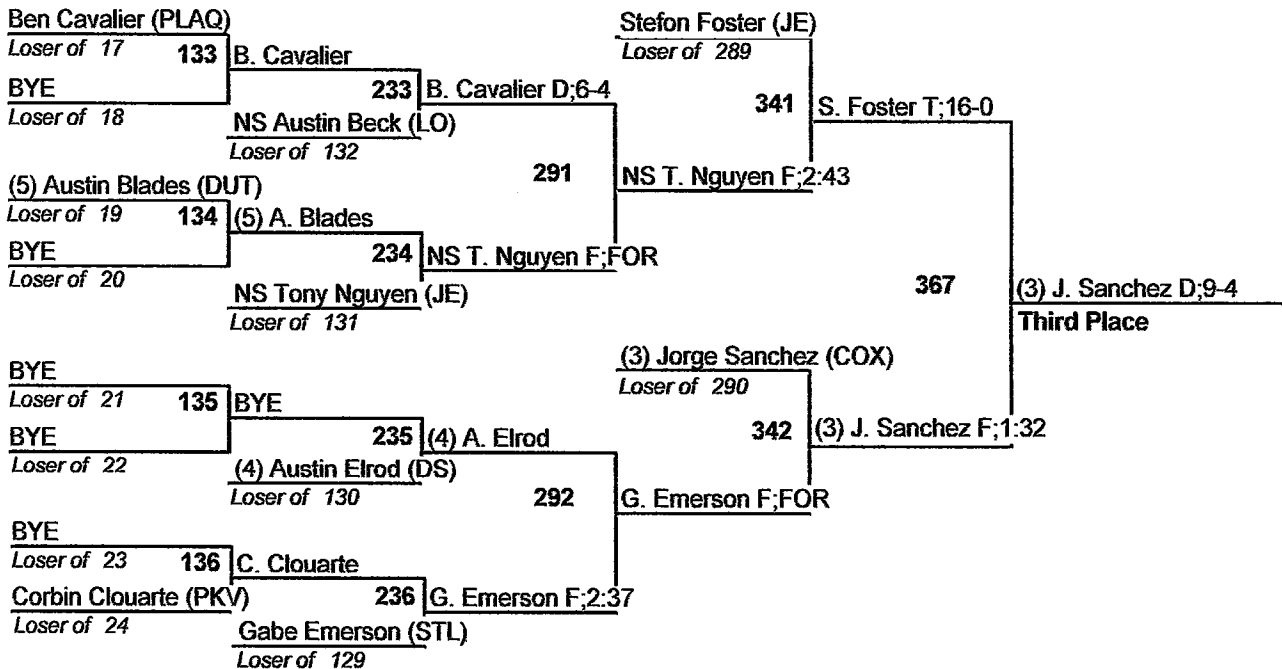 Ben Cavalier (PLAQ)
Loser of 17
133
B. Cavalier
BYE
Loser of 18
233
B. Cavalier D;6-4
NS Austin Beck (LO)
Loser of 132
291
(5) Austin Blades (DUT)
Loser of 19
134
(5) A. Blades
BYE
Loser of 20
234
NS T. Nguyen F;FOR
NS Tony Nguyen (JE)
Loser of 131
Stefon Foster (JE)
Loser of 289
341
S. Foster T;16-0
NS T. Nguyen F;2:43
367
(3) J. Sanchez D;9-4
Third Place
BYE
Loser of 21
135
BYE
BYE
Loser of 22
235
(4) A. Elrod
(4) Austin Elrod (DS)
Loser of 130
292
BYE
Loser of 23
136
C. Clouarte
Corbin Clouarte (PKV)
Loser of 24
236
G. Emerson F;2:37
Gabe Emerson (STL)
Loser of 129
(3) Jorge Sanchez (COX)
Loser of 290
342
(3) J. Sanchez F;1:32
G. Emerson F;FOR